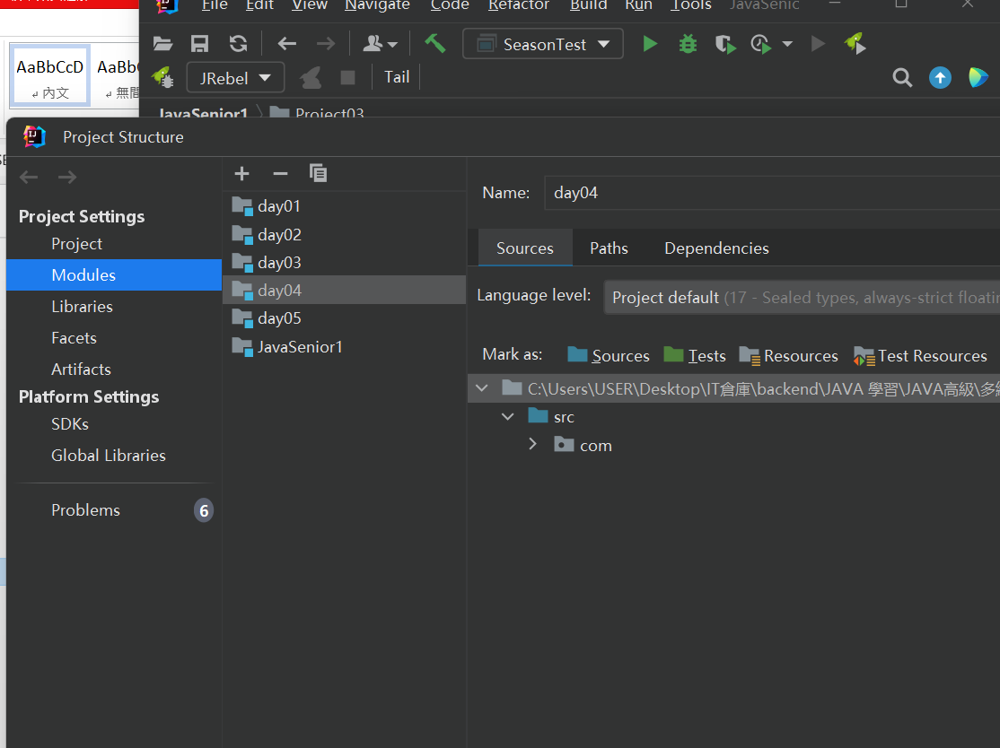 File Edit View Navigate Code Refactor Build Run Tools JavaSenic
AaBbCcD AaBb
内文 無間
SeasonTest
JRebel Tail
JavaSenior1 Project03
Project Structure
Project Settings
Project
Modules
Libraries
Facets
Artifacts
Platform Settings
SDKs
Global Libraries
Problems 6
day01
day02
day03
day04
day05
JavaSenior1
Name: day04
Sources Paths Dependencies
Language level: Project default (17 - Sealed types, always-strict floatin
Mark as: Sources Tests Resources Test Resources
C:\Users\USER\Desktop\IT倉庫\backend\JAVA 學習\JAVA高級\多
src
com